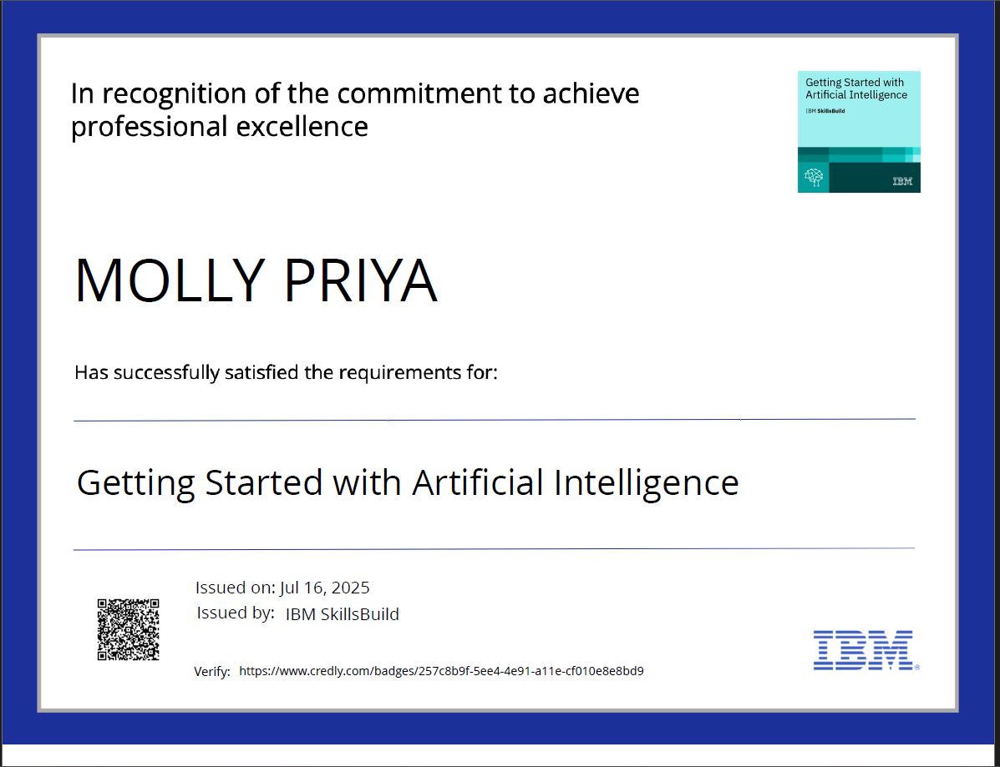 In recognition of the commitment to achieve
professional excellence
Getting Started with
Artificial Intelligence
IBM SkillsBuild
IBM
MOLLY PRIYA
Has successfully satisfied the requirements for:
Getting Started with Artificial Intelligence
Issued on: Jul 16, 2025
Issued by: IBM SkillsBuild
Verify: https://www.credly.com/badges/257c8b9f-5ee4-4e91-a11e-cf010e8e8bd9
IBM®